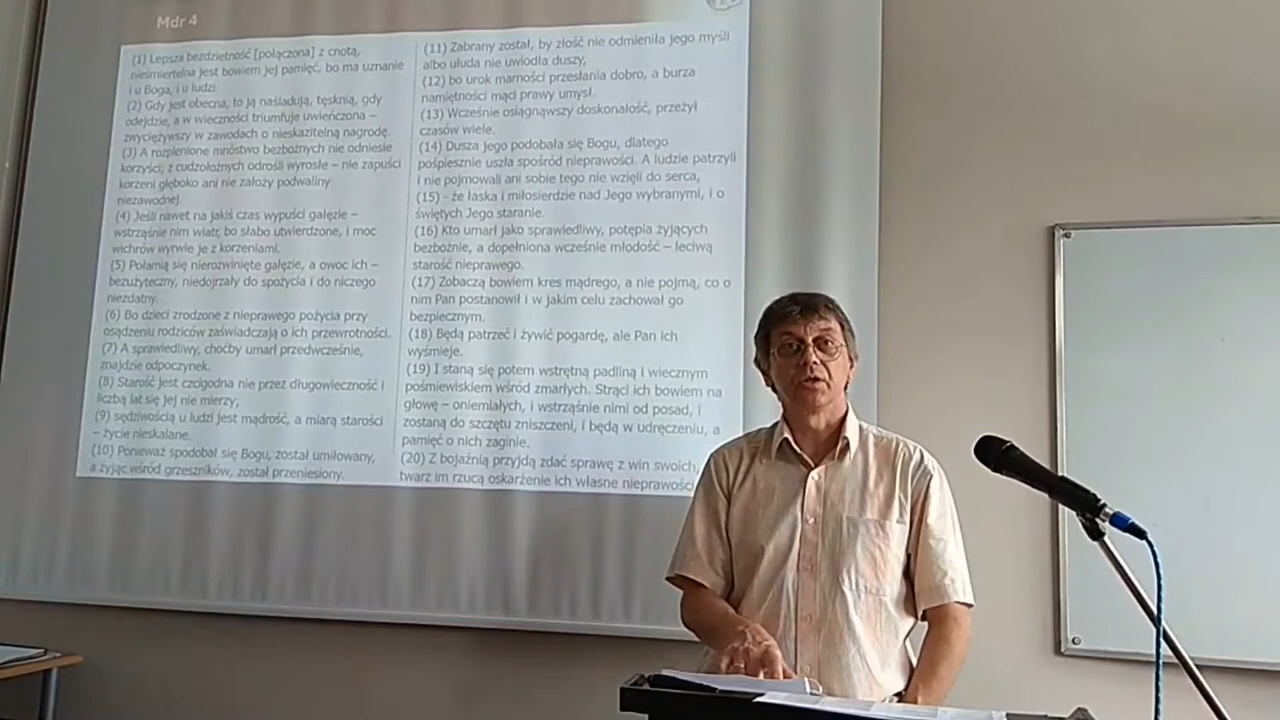 Mdr 4
(1) Lepsza bezdzietność [połączona] z cnotą,
nieśmiertelna jest bowiem jej pamięć, bo ma uznanie
i u Boga, i u ludzi.
(2) Gdy jest obecna, to ją naśladują, tęsknią, gdy
odejdzie, a w wieczności triumfuje uwieńczona –
zwyciężywszy w zawodach o nieskazitelną nagrodę.
(3) A rozplenione mnóstwo bezbożnych nie odniesie
korzyści, z cudzołożnych odrośli wyrosłe – nie zapuści
korzeni głęboko ani nie założy podwaliny
niezawodnej.
(4) Jeśli nawet na jakiś czas wypuści gałęzie –
wstrząśnie nim wiatr, bo słabo utwierdzone, i moc
wichrów wyrwie je z korzeniami.
(5) Połamią się nierozwinięte gałęzie, a owoc ich –
bezużyteczny, niedojrzały do spożycia i do niczego
niezdatny.
(6) Bo dzieci zrodzone z nieprawego pożycia przy
osądzeniu rodziców zaświadczają o ich przewrotności.
(7) A sprawiedliwy, choćby umarł przedwcześnie,
znajdzie odpoczynek.
(8) Starość jest czcigodna nie przez długowieczność i
liczbą lat się jej nie mierzy;
(9) sędziwością u ludzi jest mądrość, a miarą starości
– życie nieskalane.
(10) Ponieważ spodobał się Bogu, został umiłowany,
a żyjąc wśród grzeszników, został przeniesiony.
(11) Zabrany został, by złość nie odmieniła jego myśli
albo ułuda nie uwiodła duszy,
(12) bo urok marności przesłania dobro, a burza
namiętności mąci prawy umysł.
(13) Wcześnie osiągnąwszy doskonałość, przeżył
czasów wiele.
(14) Dusza jego podobała się Bogu, dlatego
pośpiesznie uszła spośród nieprawości. A ludzie patrzyli
i nie pojmowali ani sobie tego nie wzięli do serca,
(15) - że łaska i miłosierdzie nad Jego wybranymi, i o
świętych Jego staranie.
(16) Kto umarł jako sprawiedliwy, potępia żyjących
bezbożnie, a dopełniona wcześnie młodość – leciwą
starość nieprawego.
(17) Zobaczą bowiem kres mądrego, a nie pojmą, co o
nim Pan postanowił i w jakim celu zachował go
bezpiecznym.
(18) Będą patrzeć i żywić pogardę, ale Pan ich
wyśmieje.
(19) I staną się potem wstrętną padliną i wiecznym
pośmiewiskiem wśród zmarłych. Strąci ich bowiem na
głowę – oniemiałych, i wstrząśnie nimi od posad, i
zostaną do szczętu zniszczeni, i będą w udręczeniu, a
pamięć o nich zaginie.
(20) Z bojaźnią przyjdą zdać sprawę z win swoich,
twarz im rzucą oskarżenie ich własne nieprawości